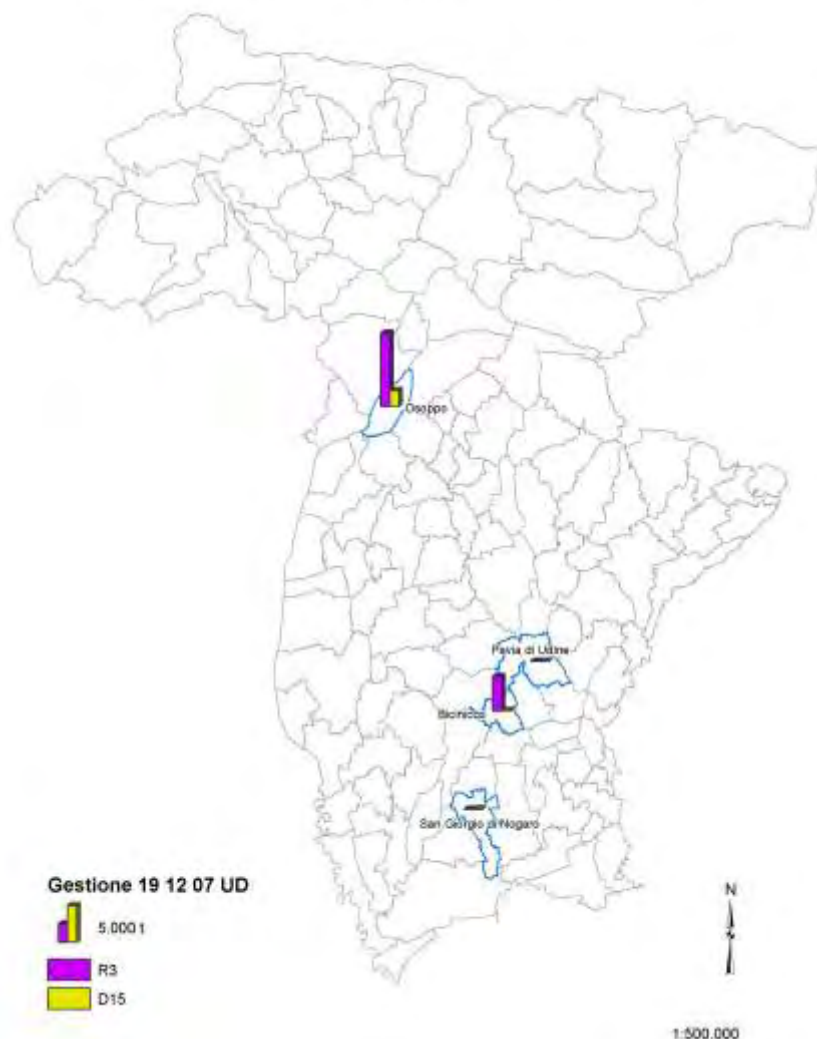 Osoppo
Pavia di Udine
Bicinicco
San Giorgio di Nogaro
Gestione 19 12 07 UD
N
5.000 t
R3
D15
1:500.000